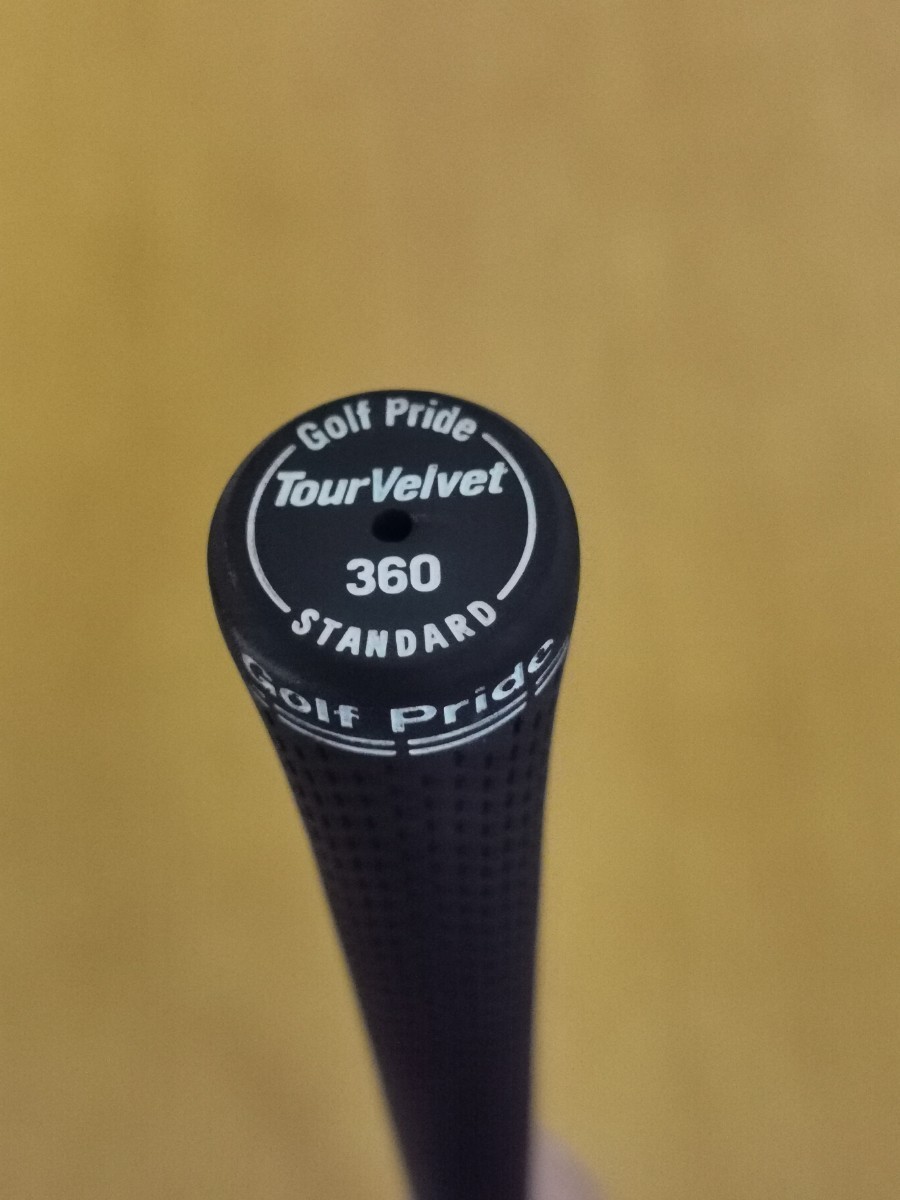 Golf Pride
TourVelvet
360
STANDARD
Golf Pride